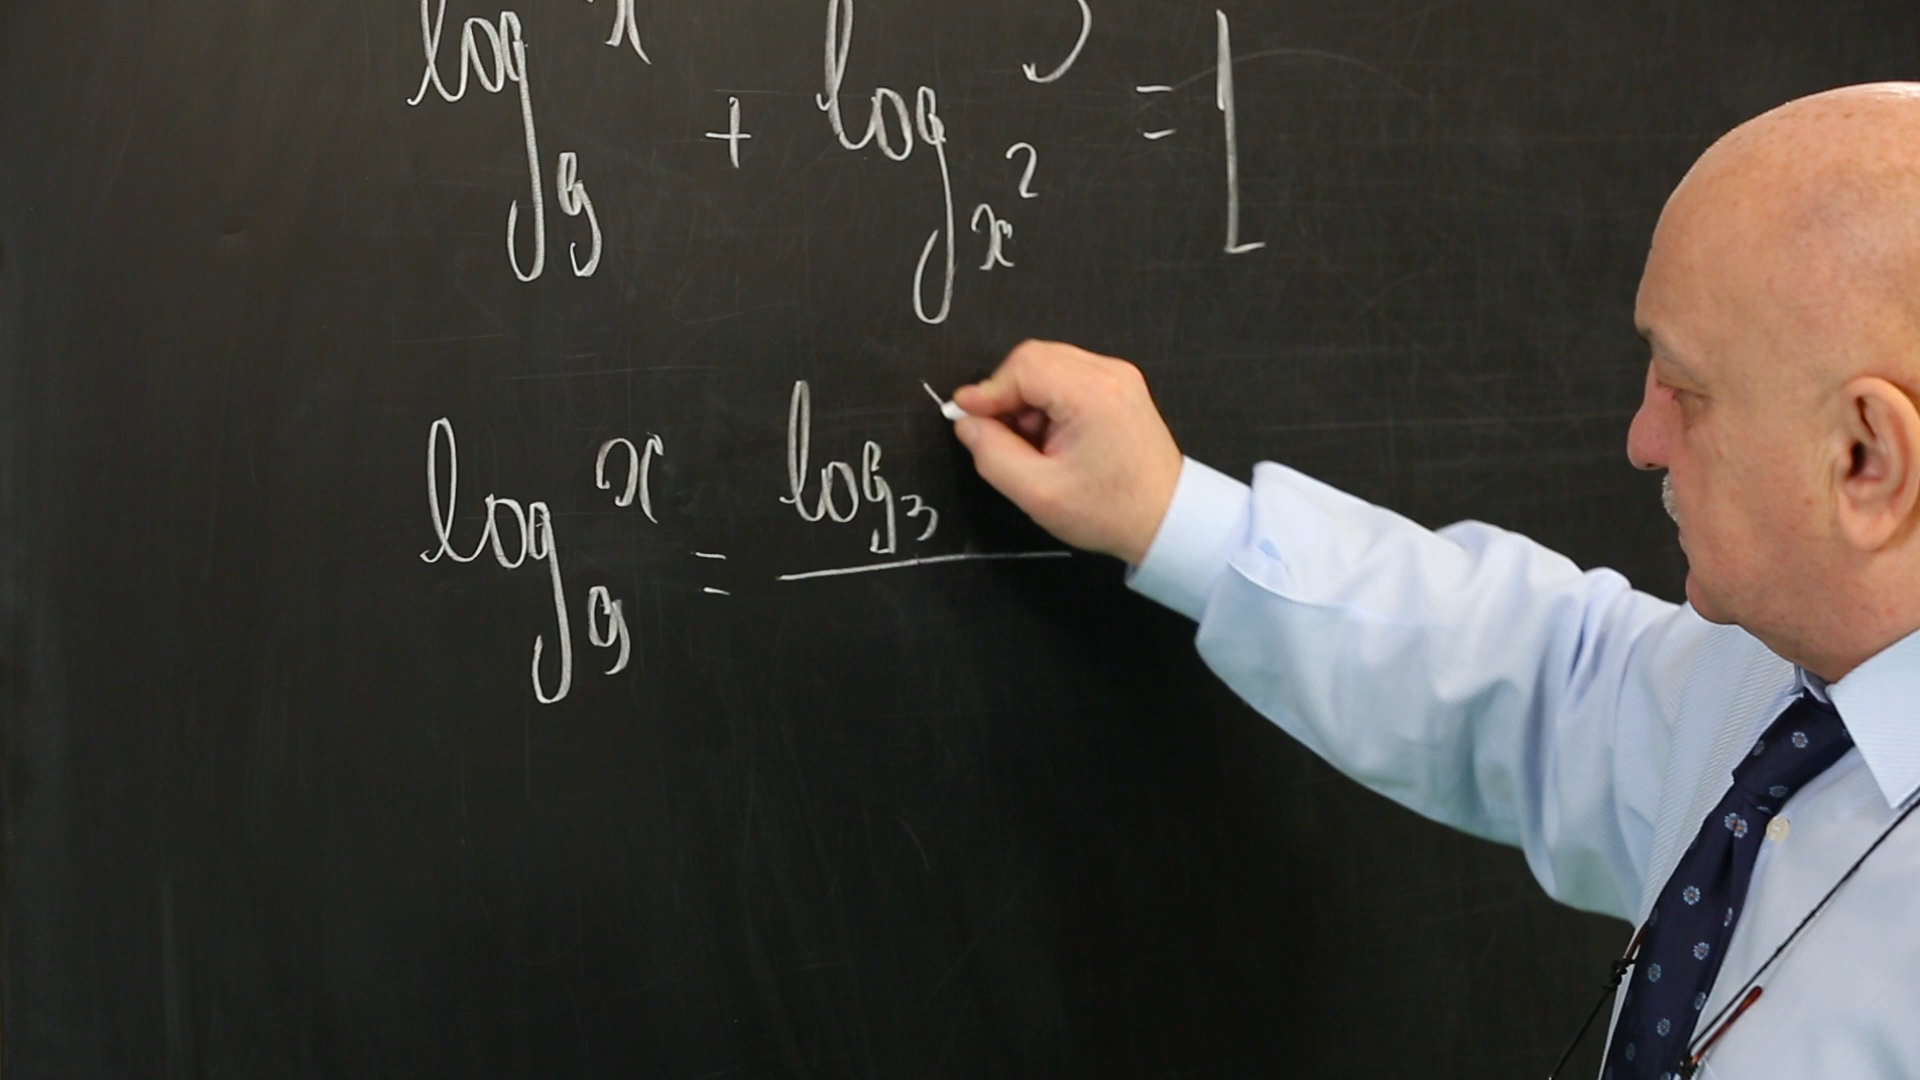 log₉ x + log_{x²} 3 = 1
log₉ x = log₃